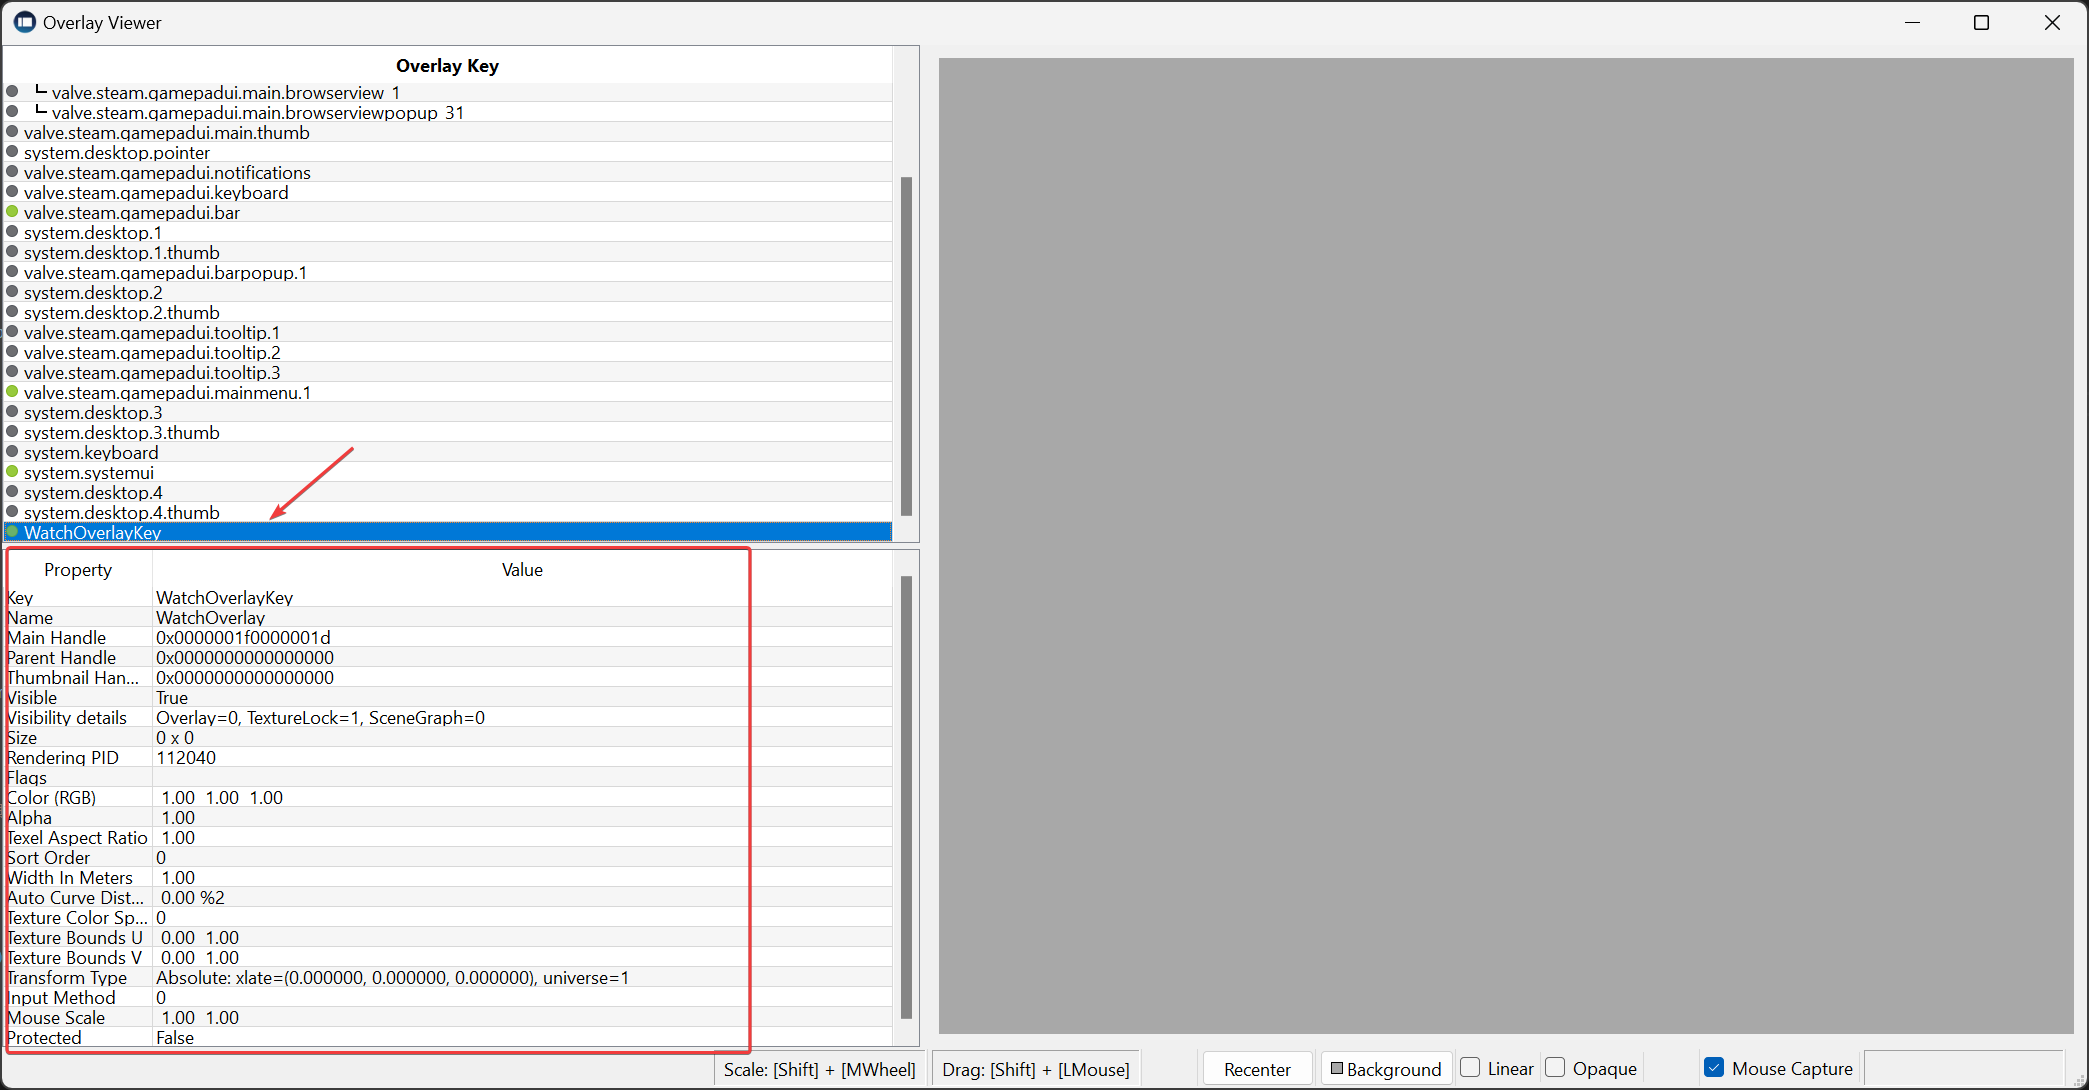 Overlay Viewer
Overlay Key
valve.steam.gamepadui.main.browserview_1
valve.steam.gamepadui.main.browserviewpopup_31
valve.steam.gamepadui.main.thumb
system.desktop.pointer
valve.steam.gamepadui.notifications
valve.steam.gamepadui.keyboard
valve.steam.gamepadui.bar
system.desktop.1
system.desktop.1.thumb
valve.steam.gamepadui.barpopup.1
system.desktop.2
system.desktop.2.thumb
valve.steam.gamepadui.tooltip.1
valve.steam.gamepadui.tooltip.2
valve.steam.gamepadui.tooltip.3
valve.steam.gamepadui.mainmenu.1
system.desktop.3
system.desktop.3.thumb
system.keyboard
system.systemui
system.desktop.4
system.desktop.4.thumb
WatchOverlayKey
Property Value
Key WatchOverlayKey
Name WatchOverlay
Main Handle 0x0000001f0000001d
Parent Handle 0x0000000000000000
Thumbnail Han... 0x0000000000000000
Visible True
Visibility details Overlay=0, TextureLock=1, SceneGraph=0
Size 0 x 0
Rendering PID 112040
Flags
Color (RGB) 1.00 1.00 1.00
Alpha 1.00
Texel Aspect Ratio 1.00
Sort Order 0
Width In Meters 1.00
Auto Curve Dist... 0.00 %2
Texture Color Sp... 0
Texture Bounds U 0.00 1.00
Texture Bounds V 0.00 1.00
Transform Type Absolute: xlate=(0.000000, 0.000000, 0.000000), universe=1
Input Method 0
Mouse Scale 1.00 1.00
Protected False
Scale: [Shift] + [MWheel] Drag: [Shift] + [LMouse] Recenter Background Linear Opaque Mouse Capture